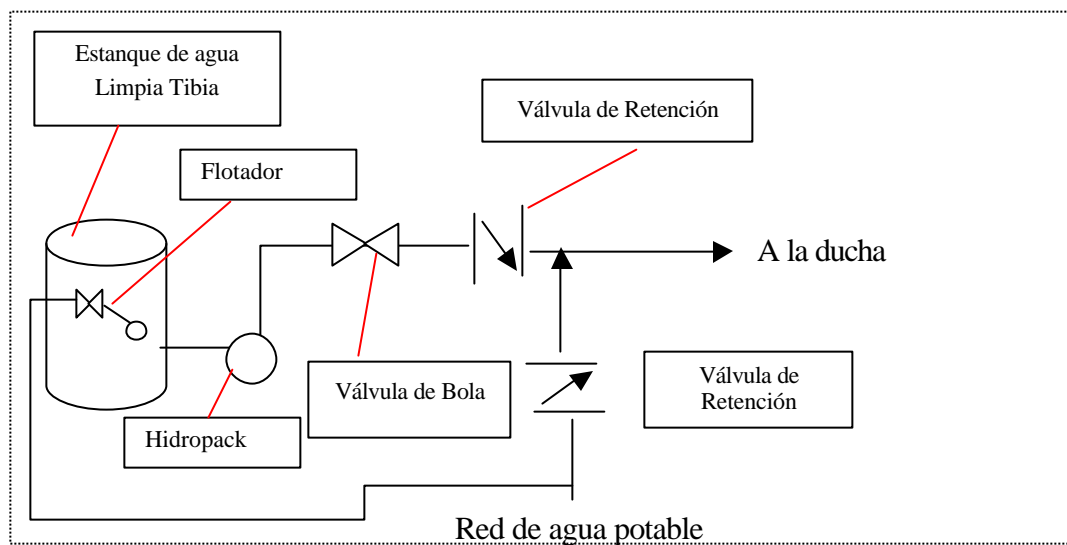 Estanque de agua
Limpia Tibia
Válvula de Retención
Flotador
A la ducha
Válvula de Bola
Válvula de
Retención
Hidropack
Red de agua potable